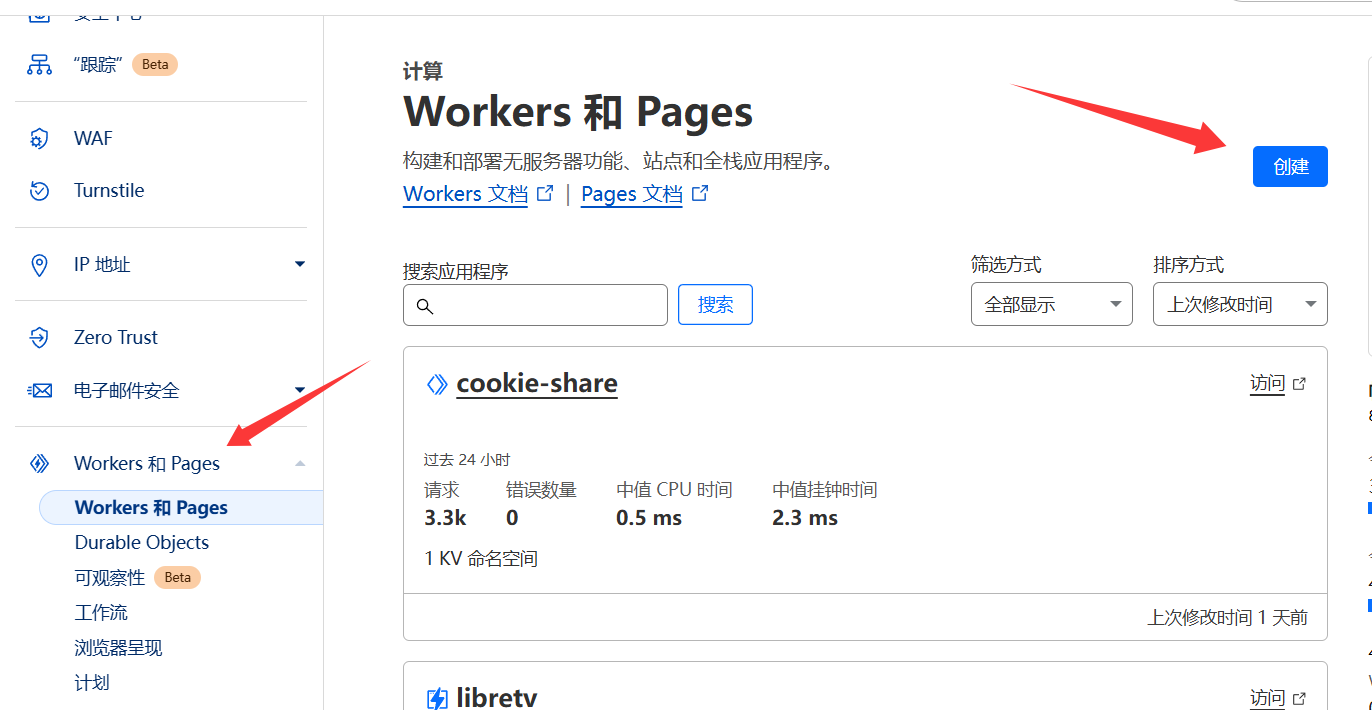 “跟踪” Beta
WAF
Turnstile
IP 地址
Zero Trust
电子邮件安全
Workers 和 Pages
Workers 和 Pages
Durable Objects
可观察性 Beta
工作流
浏览器呈现
计划
计算
Workers 和 Pages
构建和部署无服务器功能、站点和全栈应用程序。
Workers 文档 | Pages 文档
创建
搜索应用程序
搜索
筛选方式
全部显示
排序方式
上次修改时间
cookie-share
访问
过去 24 小时
请求 错误数量 中值 CPU 时间 中值挂钟时间
3.3k 0 0.5 ms 2.3 ms
1 KV 命名空间
上次修改时间 1 天前
libretv
访问